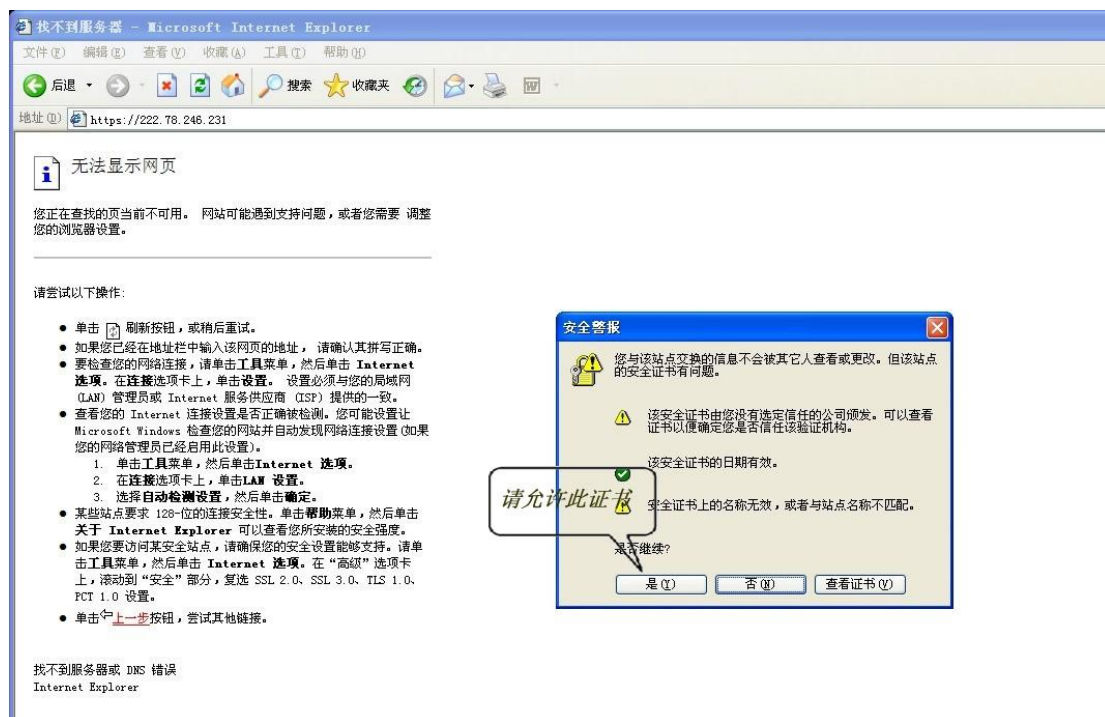 找不到服务器 - Microsoft Internet Explorer
文件(F) 编辑(E) 查看(V) 收藏(A) 工具(T) 帮助(H)
后退 搜索 收藏夹
地址(D) https://222.78.246.231
无法显示网页
您正在查找的页当前不可用。 网站可能遇到支持问题，或者您需要 调整
您的浏览器设置。
请尝试以下操作:
● 单击 刷新按钮，或稍后重试。
● 如果您已经在地址栏中输入该网页的地址， 请确认其拼写正确。
● 要检查您的网络连接，请单击工具菜单，然后单击 Internet
选项。在连接选项卡上，单击设置。 设置必须与您的局域网
(LAN) 管理员或 Internet 服务供应商 (ISP) 提供的一致。
● 查看您的 Internet 连接设置是否正确被检测。您可能设置让
Microsoft Windows 检查您的网站并自动发现网络连接设置(如果
您的网络管理员已经启用此设置)。
1. 单击工具菜单，然后单击Internet 选项。
2. 在连接选项卡上，单击LAN 设置。
3. 选择自动检测设置，然后单击确定。
● 某些站点要求 128-位的连接安全性。单击帮助菜单，然后单击
关于 Internet Explorer 可以查看您所安装的安全强度。
● 如果您要访问某安全站点，请确保您的安全设置能够支持。请单
击工具菜单，然后单击 Internet 选项。在“高级”选项卡
上，滚动到“安全”部分，复选 SSL 2.0、SSL 3.0、TLS 1.0、
PCT 1.0 设置。
● 单击上一步按钮，尝试其他链接。
找不到服务器或 DNS 错误
Internet Explorer
安全警报
您与该站点交换的信息不会被其它人查看或更改。但该站点
的安全证书有问题。
该安全证书由您没有选定信任的公司颁发。可以查看
证书以便确定您是否信任该验证机构。
该安全证书的日期有效。
安全证书上的名称无效，或者与站点名称不匹配。
请允许此证书
是否继续?
是(Y) 否(N) 查看证书(V)